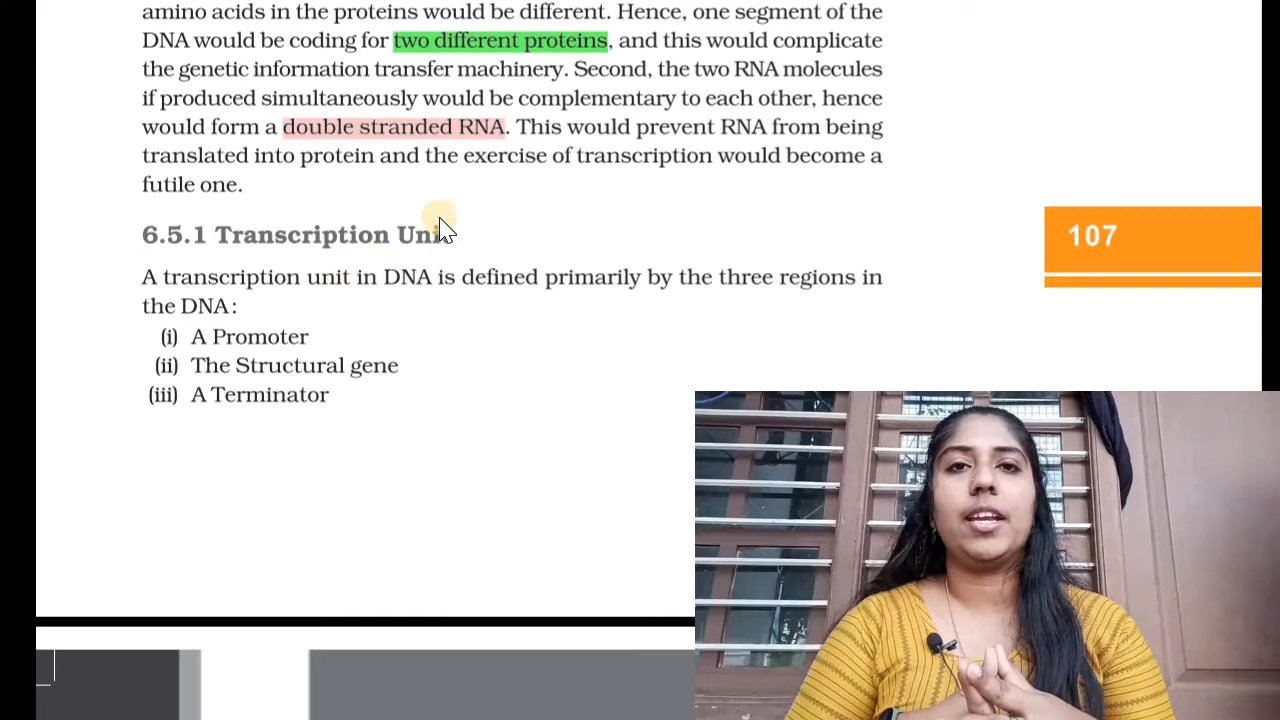 amino acids in the proteins would be different. Hence, one segment of the
DNA would be coding for two different proteins, and this would complicate
the genetic information transfer machinery. Second, the two RNA molecules
if produced simultaneously would be complementary to each other, hence
would form a double stranded RNA. This would prevent RNA from being
translated into protein and the exercise of transcription would become a
futile one.
6.5.1 Transcription Uni
107
A transcription unit in DNA is defined primarily by the three regions in
the DNA:
(i) A Promoter
(ii) The Structural gene
(iii) A Terminator